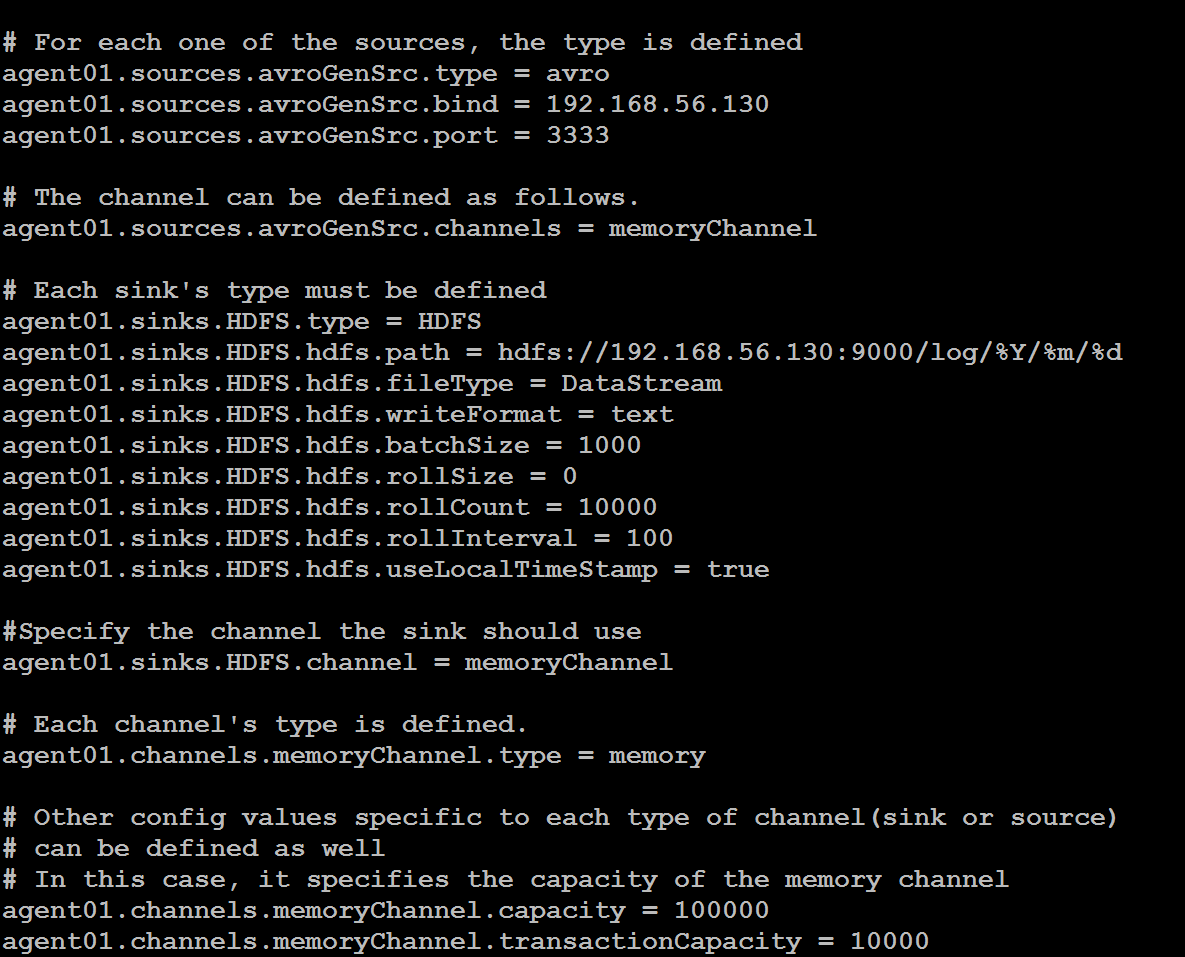 # For each one of the sources, the type is defined
agent01.sources.avroGenSrc.type = avro
agent01.sources.avroGenSrc.bind = 192.168.56.130
agent01.sources.avroGenSrc.port = 3333
# The channel can be defined as follows.
agent01.sources.avroGenSrc.channels = memoryChannel
# Each sink's type must be defined
agent01.sinks.HDFS.type = HDFS
agent01.sinks.HDFS.hdfs.path = hdfs://192.168.56.130:9000/log/%Y/%m/%d
agent01.sinks.HDFS.hdfs.fileType = DataStream
agent01.sinks.HDFS.hdfs.writeFormat = text
agent01.sinks.HDFS.hdfs.batchSize = 1000
agent01.sinks.HDFS.hdfs.rollSize = 0
agent01.sinks.HDFS.hdfs.rollCount = 10000
agent01.sinks.HDFS.hdfs.rollInterval = 100
agent01.sinks.HDFS.hdfs.useLocalTimeStamp = true
#Specify the channel the sink should use
agent01.sinks.HDFS.channel = memoryChannel
# Each channel's type is defined.
agent01.channels.memoryChannel.type = memory
# Other config values specific to each type of channel(sink or source)
# can be defined as well
# In this case, it specifies the capacity of the memory channel
agent01.channels.memoryChannel.capacity = 100000
agent01.channels.memoryChannel.transactionCapacity = 10000